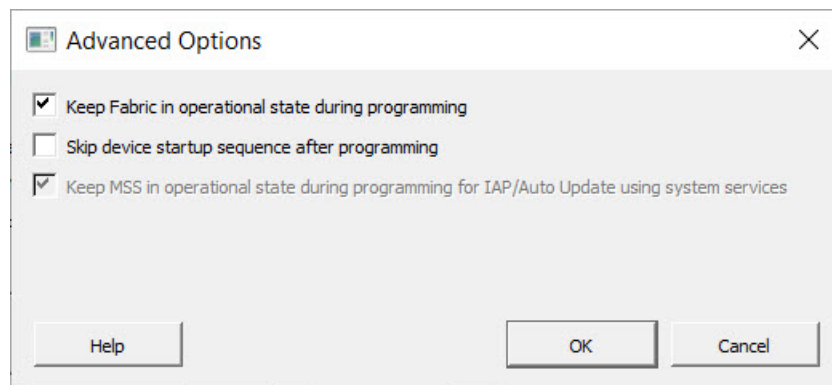 Advanced Options
Keep Fabric in operational state during programming
Skip device startup sequence after programming
Keep MSS in operational state during programming for IAP/Auto Update using system services
Help OK Cancel